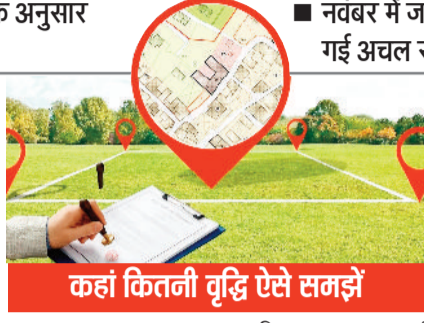 के अनुसार
■ नवंबर में ज
गई अचल
कहां कितनी वृद्धि ऐसे समझें